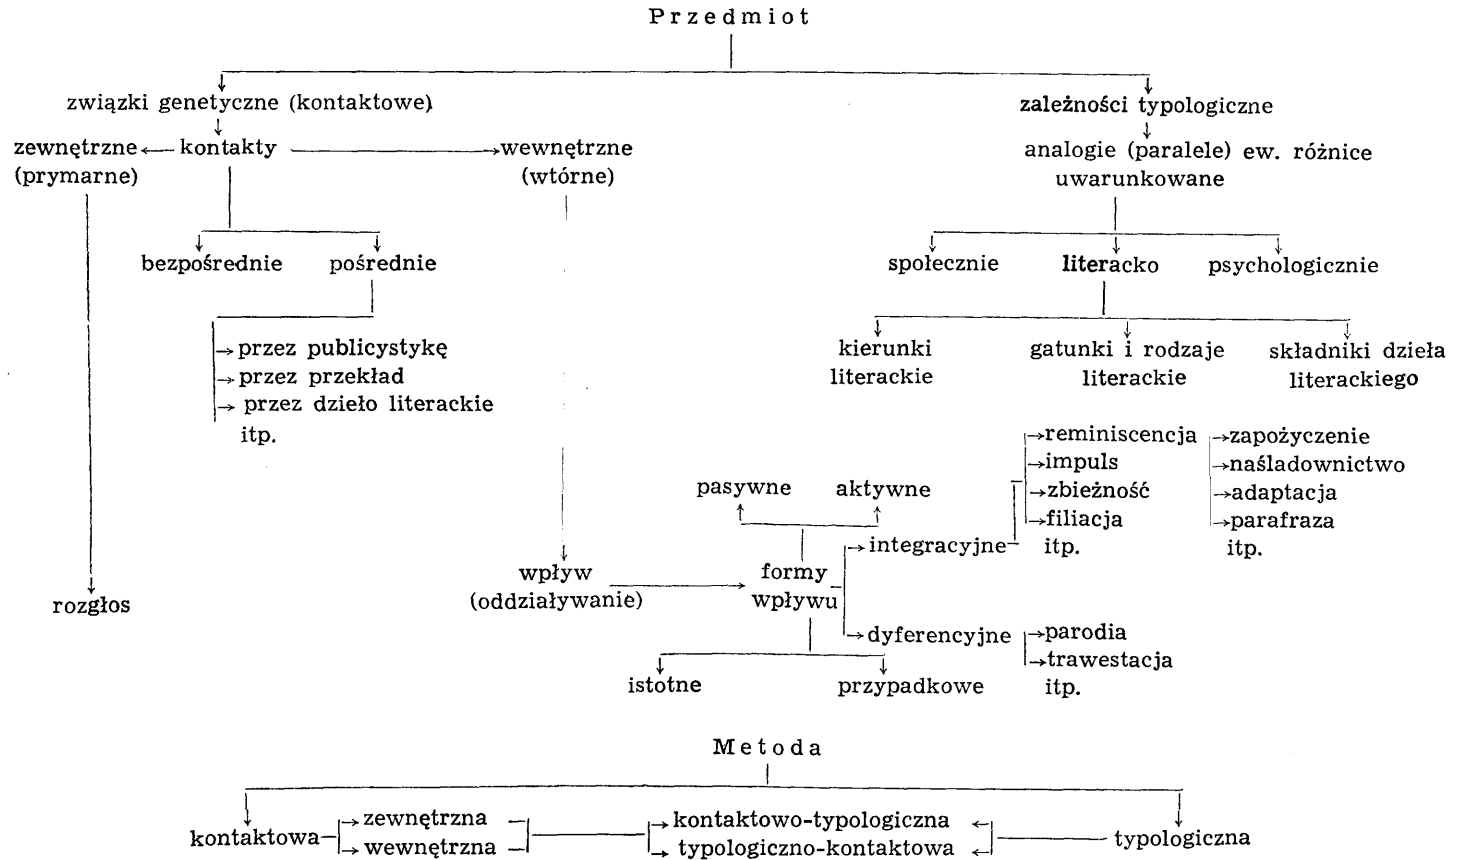 Przedmiot
związki genetyczne (kontaktowe)
zależności typologiczne
zewnętrzne
(prymarne)
kontakty
wewnętrzne
(wtórne)
analogie (paralele) ew. różnice
uwarunkowane
bezpośrednie
pośrednie
społecznie
literacko
psychologicznie
przez publicystykę
przez przekład
przez dzieło literackie
itp.
kierunki
literackie
gatunki i rodzaje
literackie
składniki dzieła
literackiego
reminiscencja
impuls
zbieżność
filiacja
itp.
zapożyczenie
naśladownictwo
adaptacja
parafraza
itp.
pasywne
aktywne
integracyjne
rozgłos
wpływ
(oddziaływanie)
formy
wpływu
dyferencyjne
parodia
trawestacja
itp.
istotne
przypadkowe
Metoda
kontaktowa
zewnętrzna
wewnętrzna
kontaktowo-typologiczna
typologiczno-kontaktowa
typologiczna